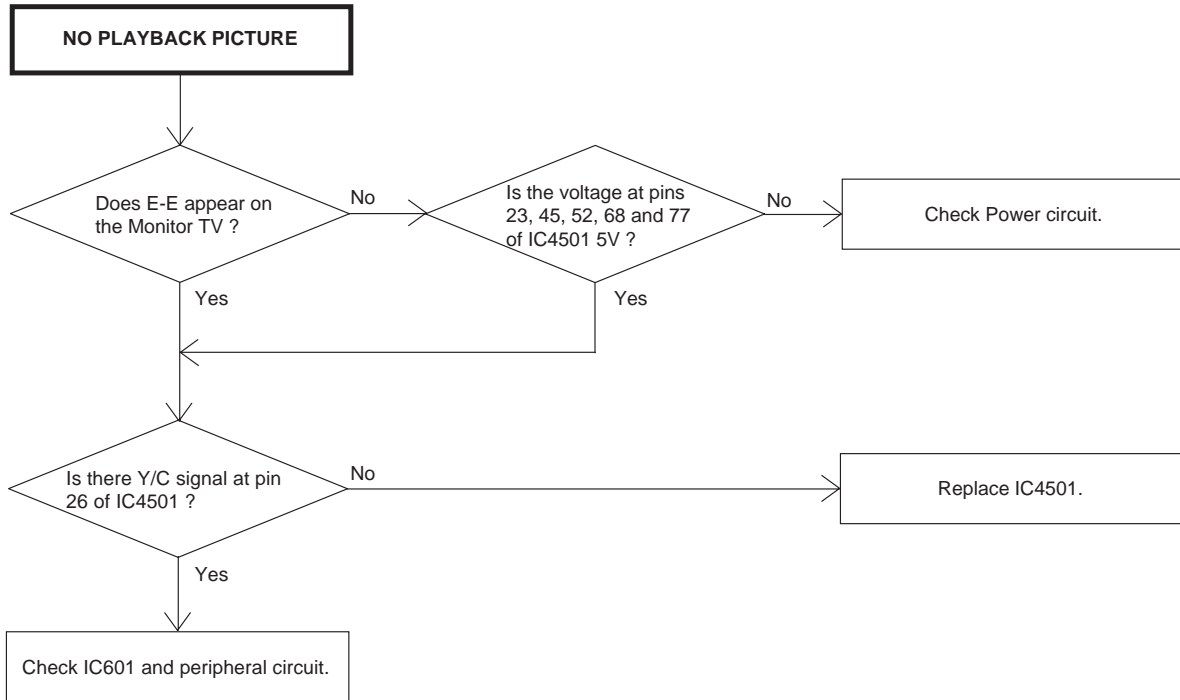 NO PLAYBACK PICTURE
Does E-E appear on
the Monitor TV ?
No
Is the voltage at pins
23, 45, 52, 68 and 77
of IC4501 5V ?
No
Check Power circuit.
Yes
Yes
Is there Y/C signal at pin
26 of IC4501 ?
No
Replace IC4501.
Yes
Check IC601 and peripheral circuit.